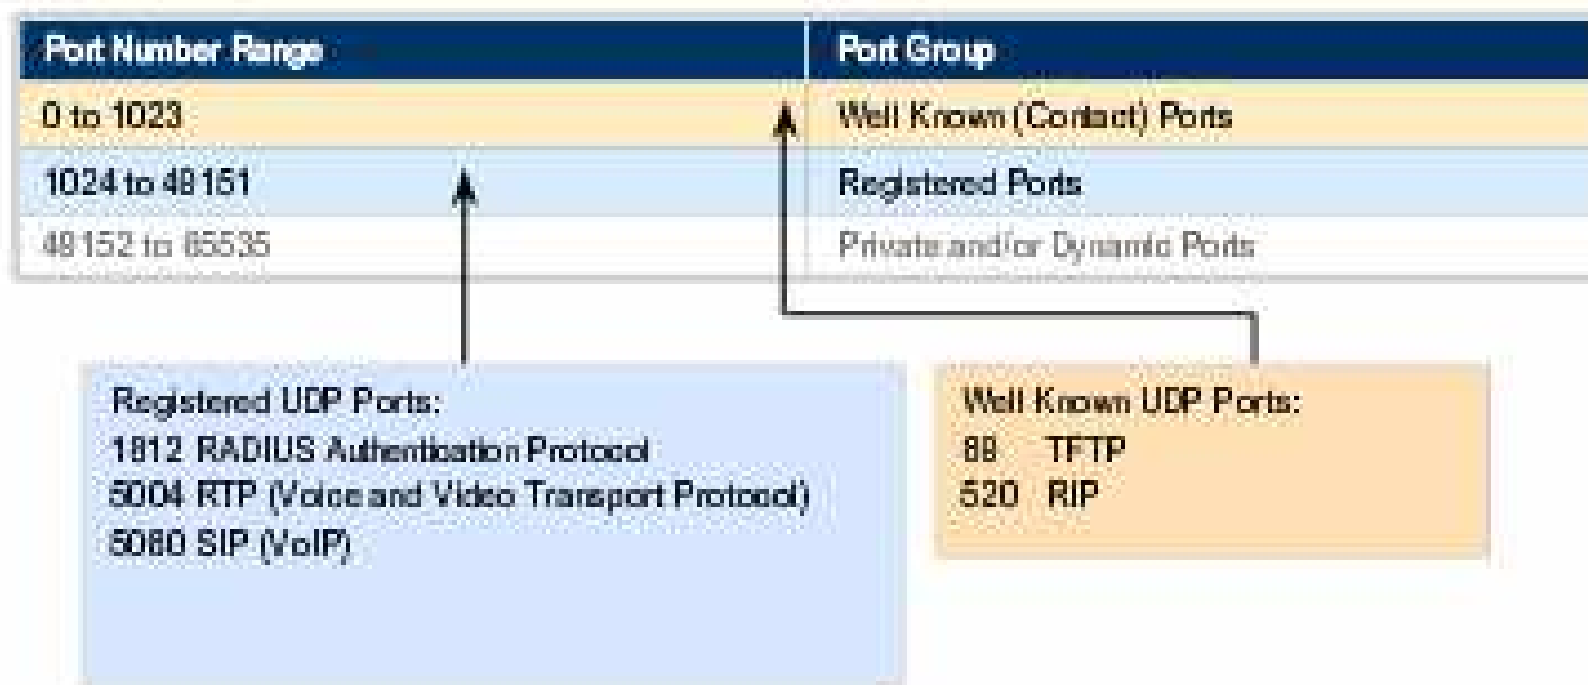 Port Number Range Port Group
0 to 1023 Well Known (Contact) Ports
1024 to 49151 Registered Ports
49152 to 65535 Private and/or Dynamic Ports
Registered UDP Ports:
1812 RADIUS Authentication Protocol
5004 RTP (Voice and Video Transport Protocol)
5060 SIP (VoIP)
Well Known UDP Ports:
TFTP
520 RIP